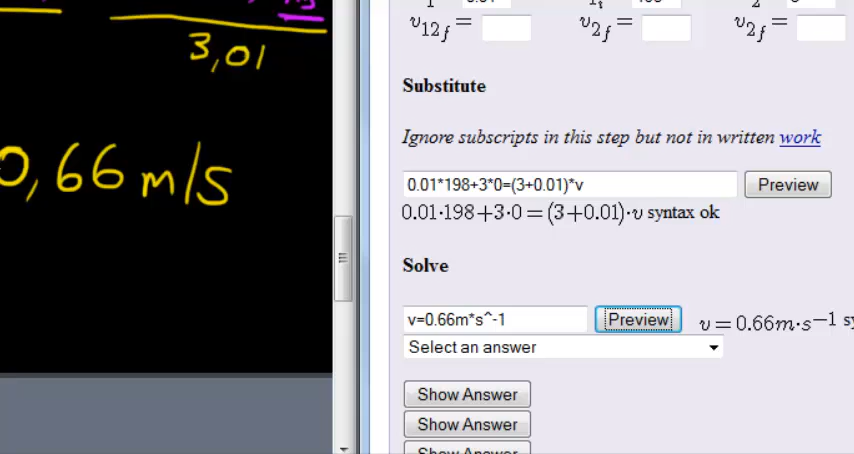 3,01
0,66 m/s
v12f = v2f = v2f =
Substitute
Ignore subscripts in this step but not in written work
0.01*198+3*0=(3+0.01)*v Preview
0.01·198+3·0=(3+0.01)·v syntax ok
Solve
v=0.66m*s^-1 Preview v=0.66m·s−1
Select an answer
Show Answer
Show Answer
Show Answer